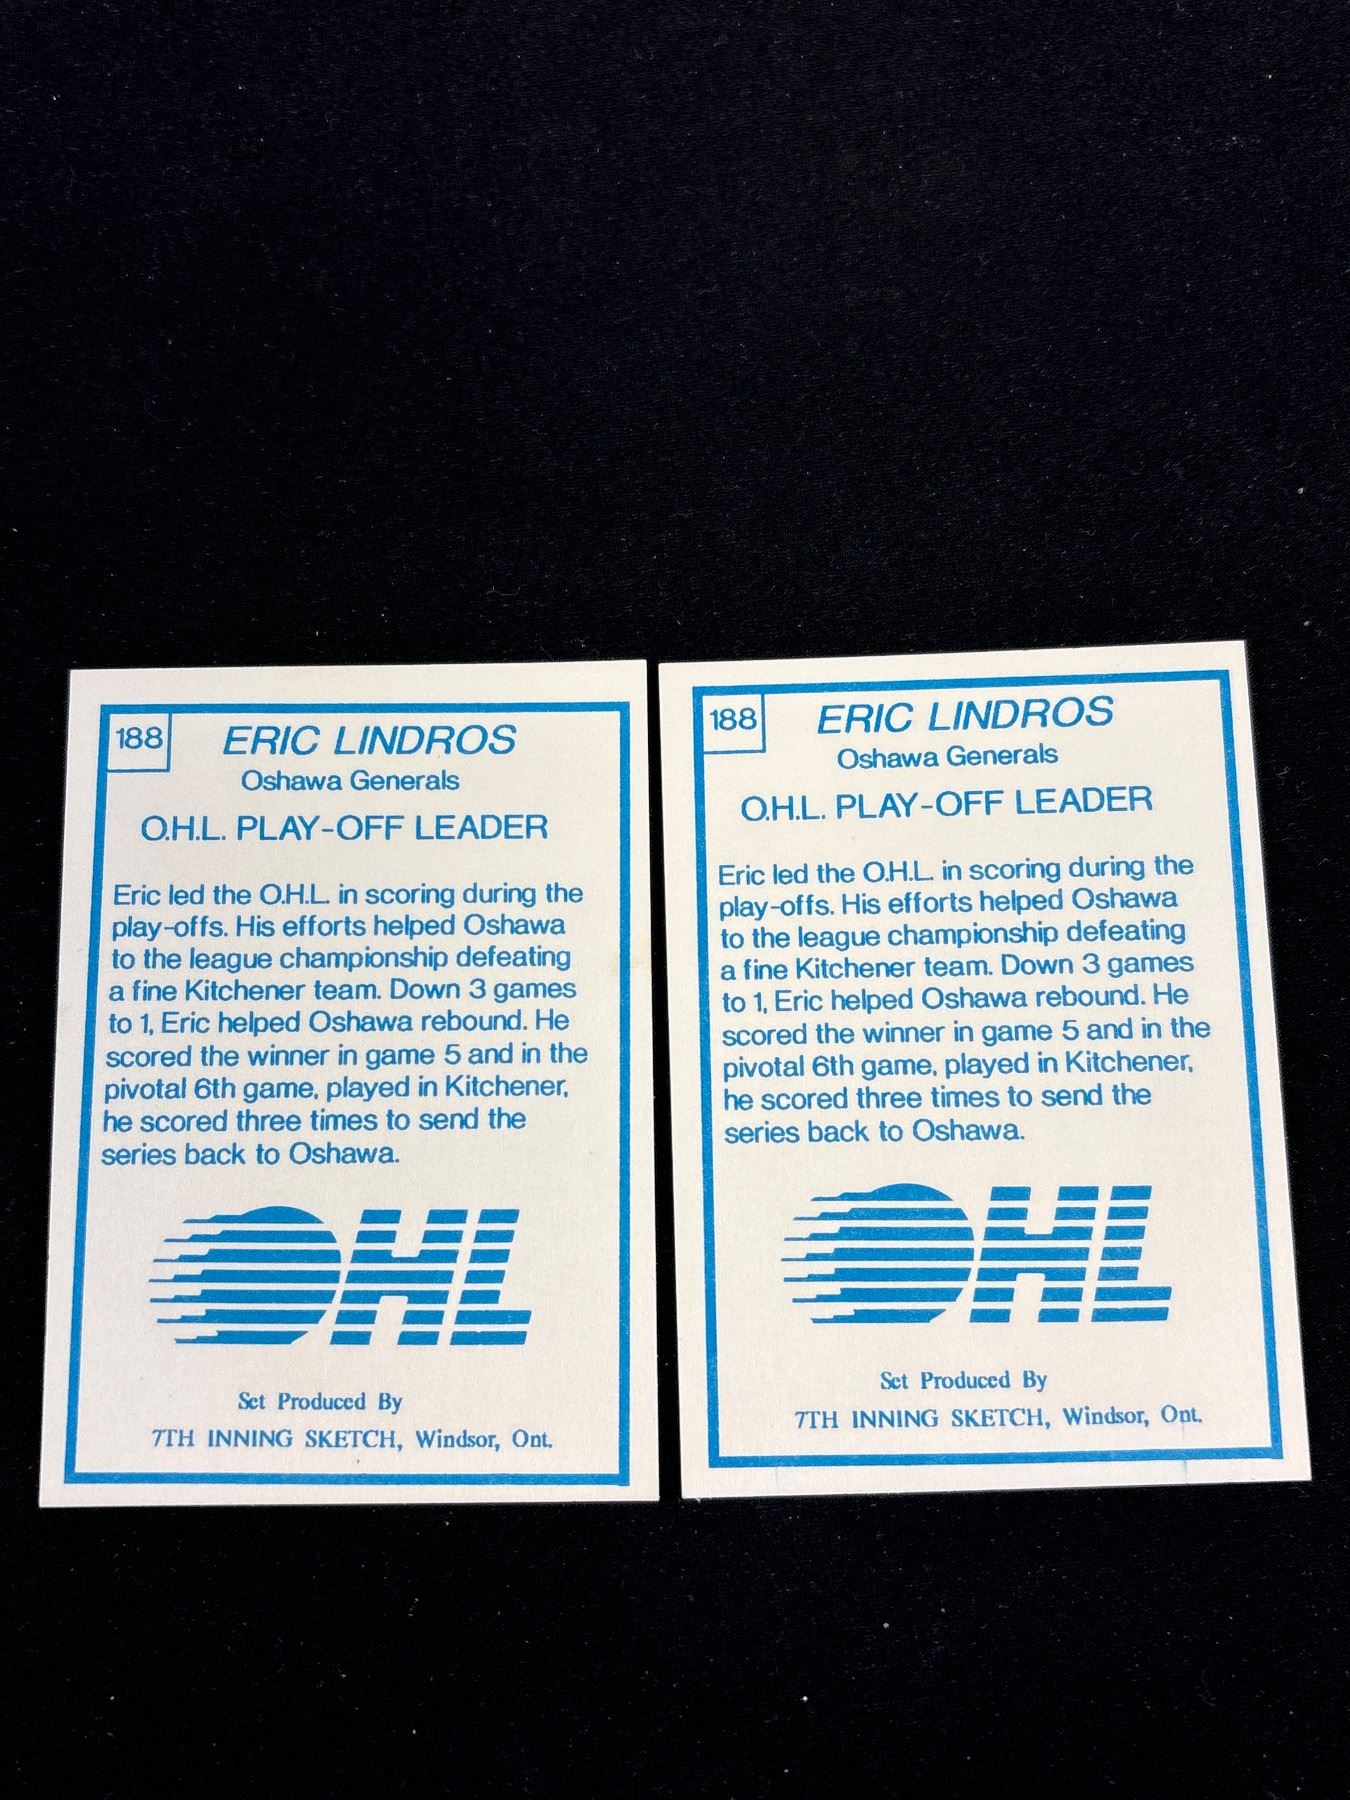 188
ERIC LINDROS
Oshawa Generals
O.H.L. PLAY-OFF LEADER
Eric led the O.H.L. in scoring during the
play-offs. His efforts helped Oshawa
to the league championship defeating
a fine Kitchener team. Down 3 games
to 1, Eric helped Oshawa rebound. He
scored the winner in game 5 and in the
pivotal 6th game, played in Kitchener,
he scored three times to send the
series back to Oshawa.
OHL
Set Produced By
7TH INNING SKETCH, Windsor, Ont.
188
ERIC LINDROS
Oshawa Generals
O.H.L. PLAY-OFF LEADER
Eric led the O.H.L. in scoring during the
play-offs. His efforts helped Oshawa
to the league championship defeating
a fine Kitchener team. Down 3 games
to 1, Eric helped Oshawa rebound. He
scored the winner in game 5 and in the
pivotal 6th game, played in Kitchener,
he scored three times to send the
series back to Oshawa.
OHL
Set Produced By
7TH INNING SKETCH, Windsor, Ont.